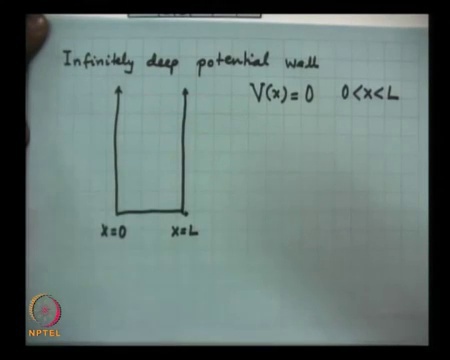 Infinitely deep potential well
V(x) = 0    0 < x < L
x=0    x=L
NPTEL